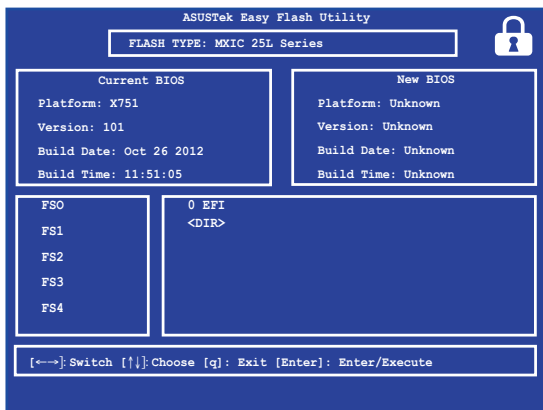 ASUSTek Easy Flash Utility
FLASH TYPE: MXIC 25L Series
Current BIOS
Platform: X751
Version: 101
Build Date: Oct 26 2012
Build Time: 11:51:05
New BIOS
Platform: Unknown
Version: Unknown
Build Date: Unknown
Build Time: Unknown
FSO
FS1
FS2
FS3
FS4
0 EFI
<DIR>
[←→]: Switch [↑↓]: Choose [q]: Exit [Enter]: Enter/Execute